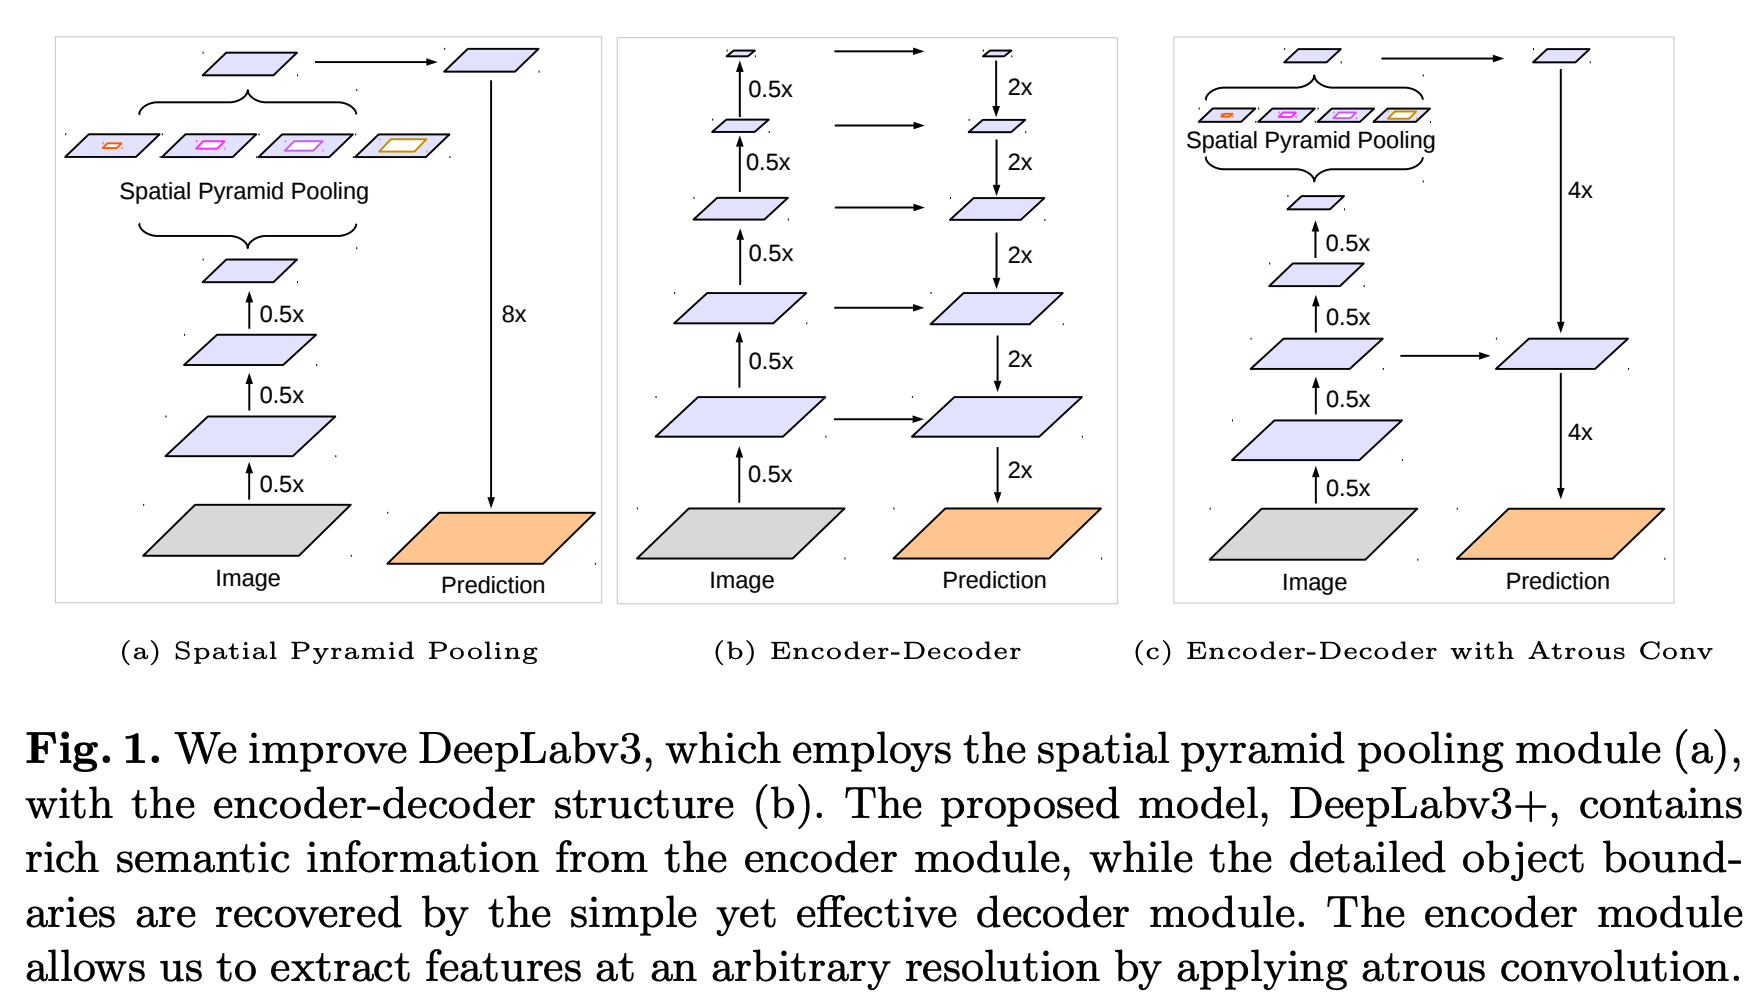 Spatial Pyramid Pooling
0.5x
0.5x
0.5x
8x
Image
Prediction
(a) Spatial Pyramid Pooling
0.5x
0.5x
0.5x
0.5x
0.5x
2x
2x
2x
2x
2x
Image
Prediction
(b) Encoder-Decoder
Spatial Pyramid Pooling
0.5x
0.5x
0.5x
0.5x
4x
4x
Image
Prediction
(c) Encoder-Decoder with Atrous Conv
Fig. 1. We improve DeepLabv3, which employs the spatial pyramid pooling module (a),
with the encoder-decoder structure (b). The proposed model, DeepLabv3+, contains
rich semantic information from the encoder module, while the detailed object bound-
aries are recovered by the simple yet effective decoder module. The encoder module
allows us to extract features at an arbitrary resolution by applying atrous convolution.